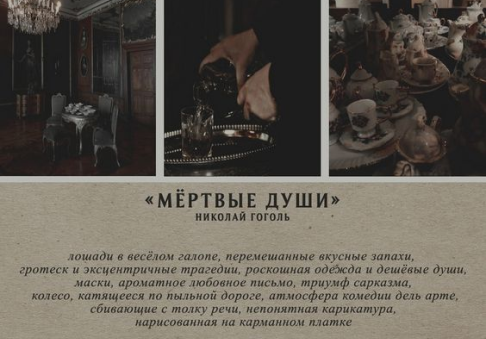 «МЁРТВЫЕ ДУШИ»
НИКОЛАЙ ГОГОЛЬ
лошади в весёлом галопе, перемешанные вкусные запахи,
гротеск и эксцентричные трагедии, роскошная одежда и дешёвые души,
маски, ароматное любовное письмо, триумф сарказма,
колесо, катящееся по пыльной дороге, атмосфера комедии дель арте,
сбивающие с толку речи, непонятная карикатура,
нарисованная на карманном платке